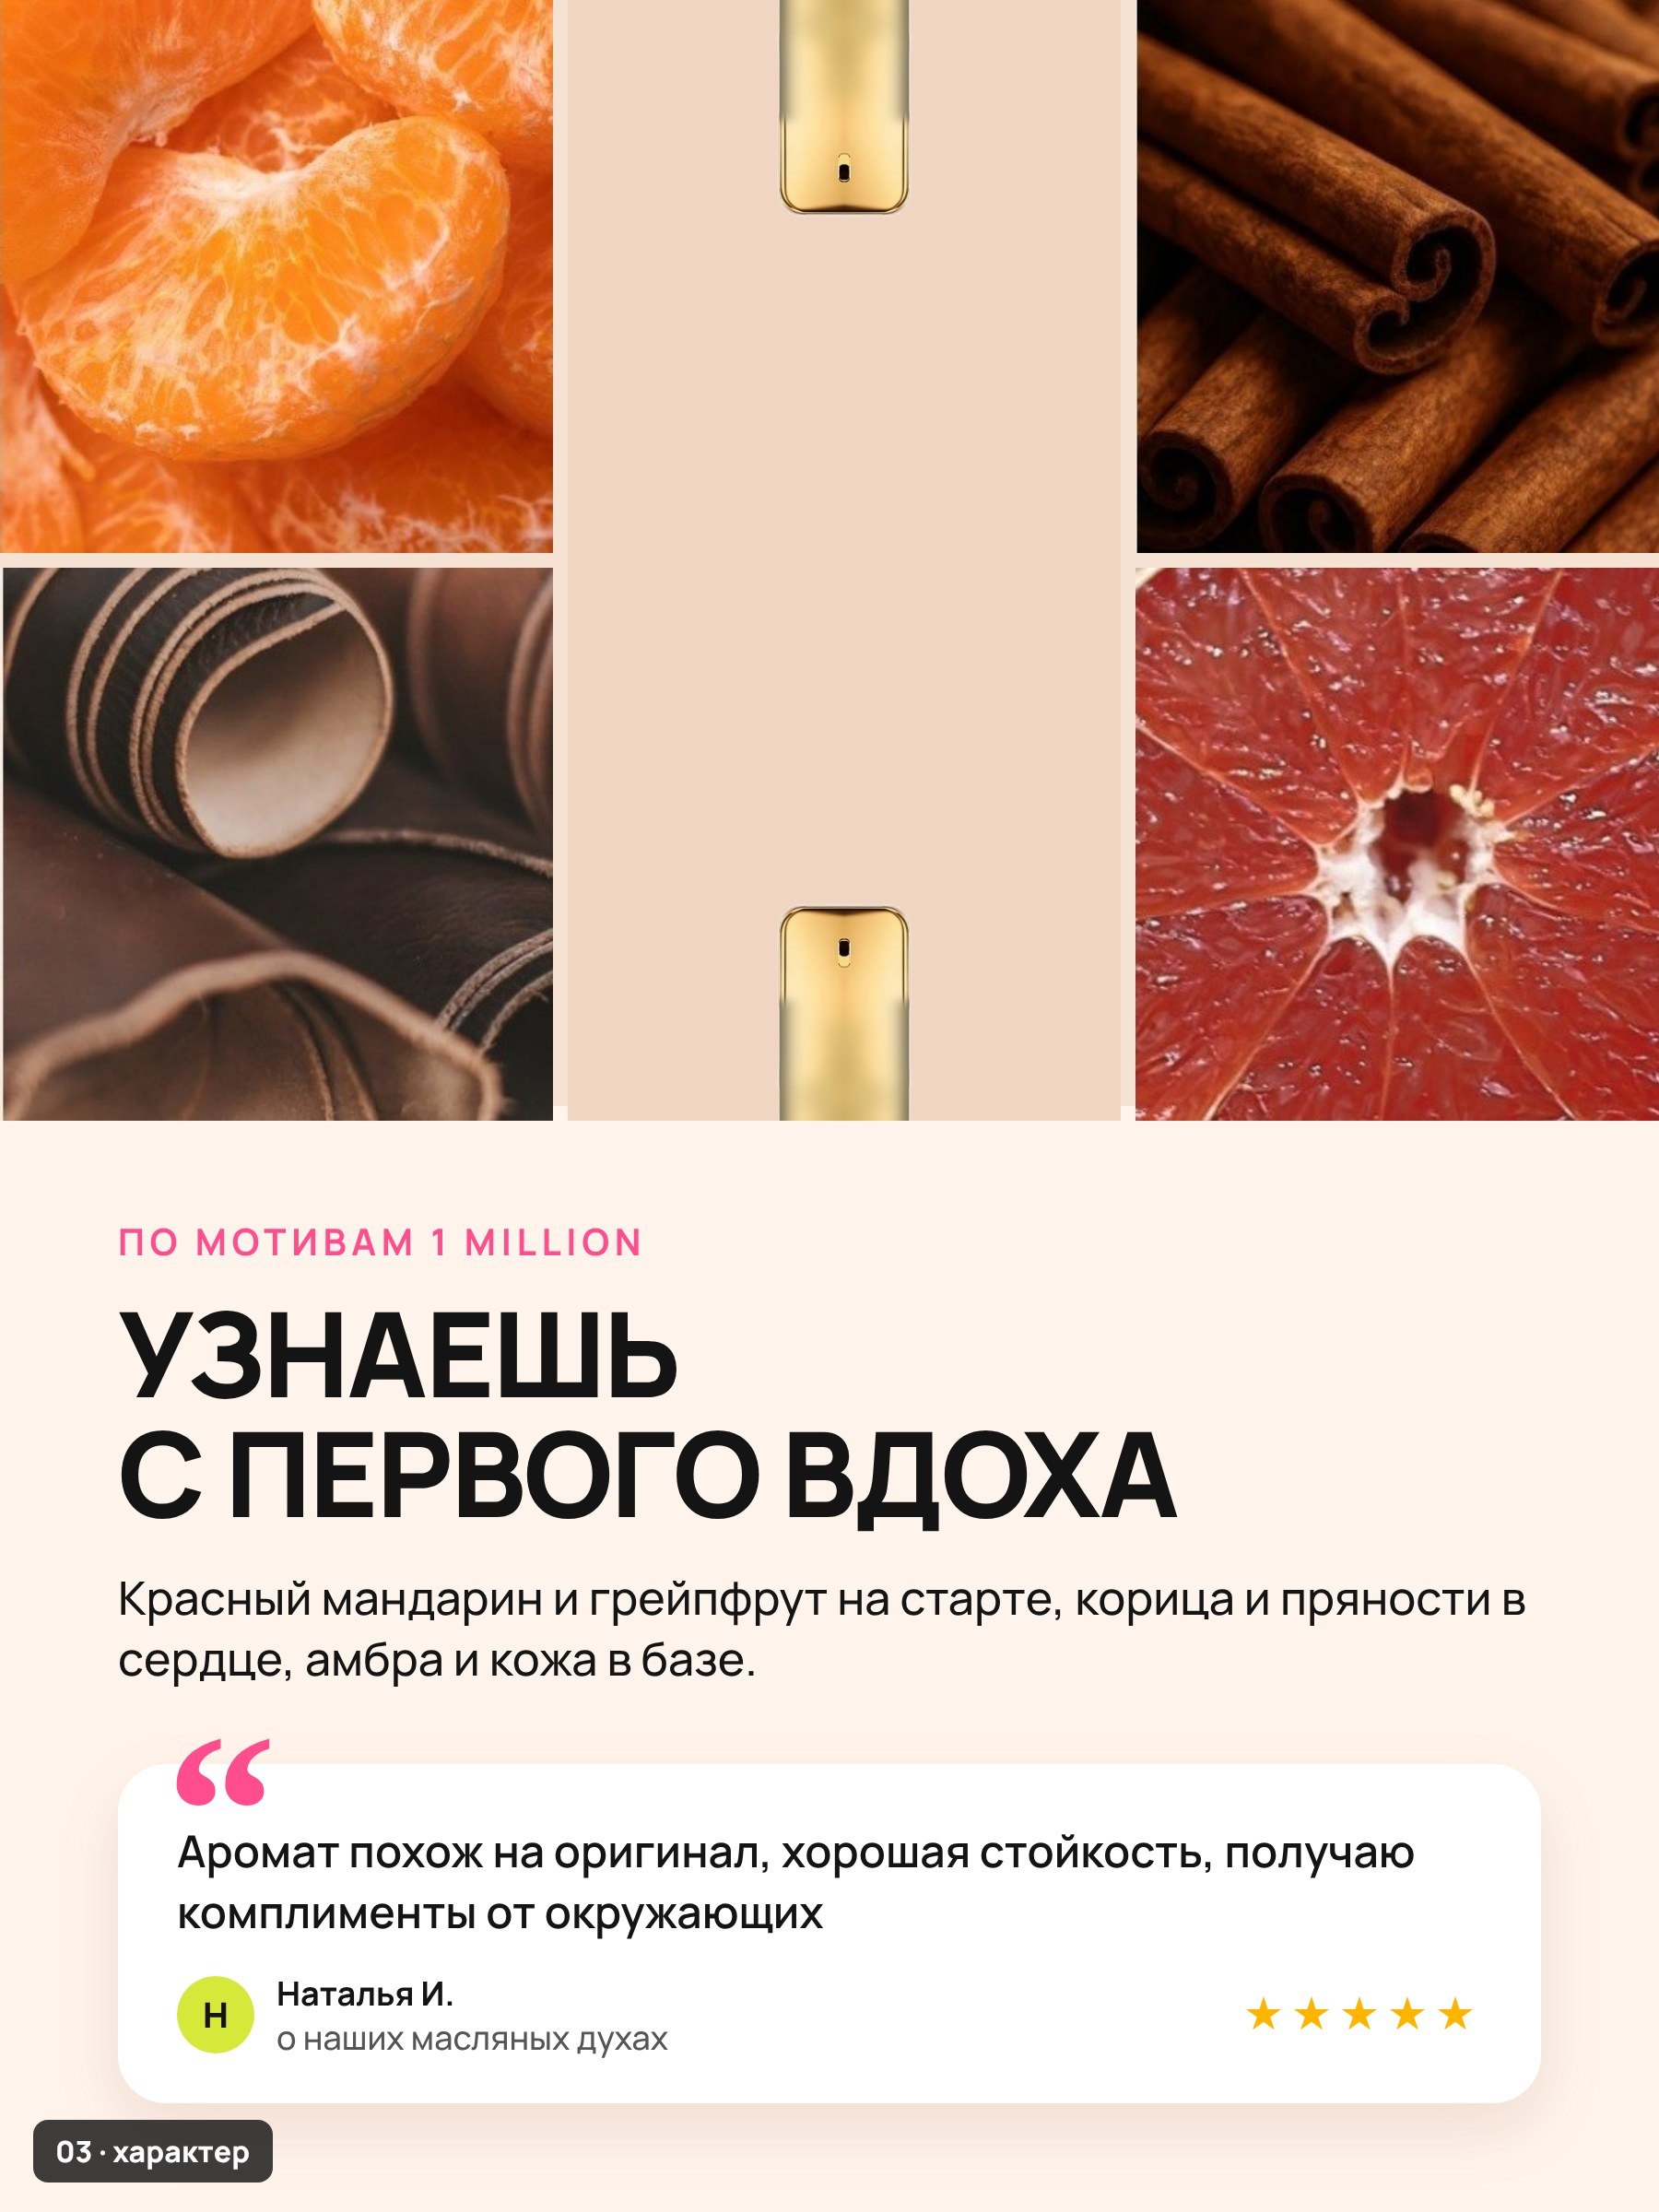 ПО МОТИВАМ 1 MILLION
УЗНАЕШЬ
С ПЕРВОГО ВДОХА
Красный мандарин и грейпфрут на старте, корица и пряности в
сердце, амбра и кожа в базе.
“
Аромат похож на оригинал, хорошая стойкость, получаю
комплименты от окружающих
Н
Наталья И.
о наших масляных духах
★★★★★
03 · характер